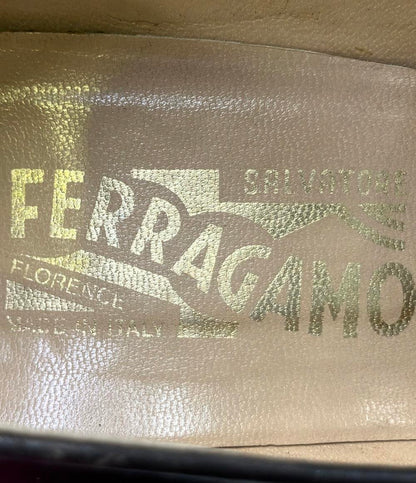 SALVATORE
FERRAGAMO
FLORENCE
MADE IN ITALY